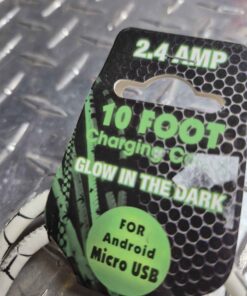 2.4 AMP
10 FOOT
Charging
GLOW IN THE DARK
FOR
Android
Micro USB